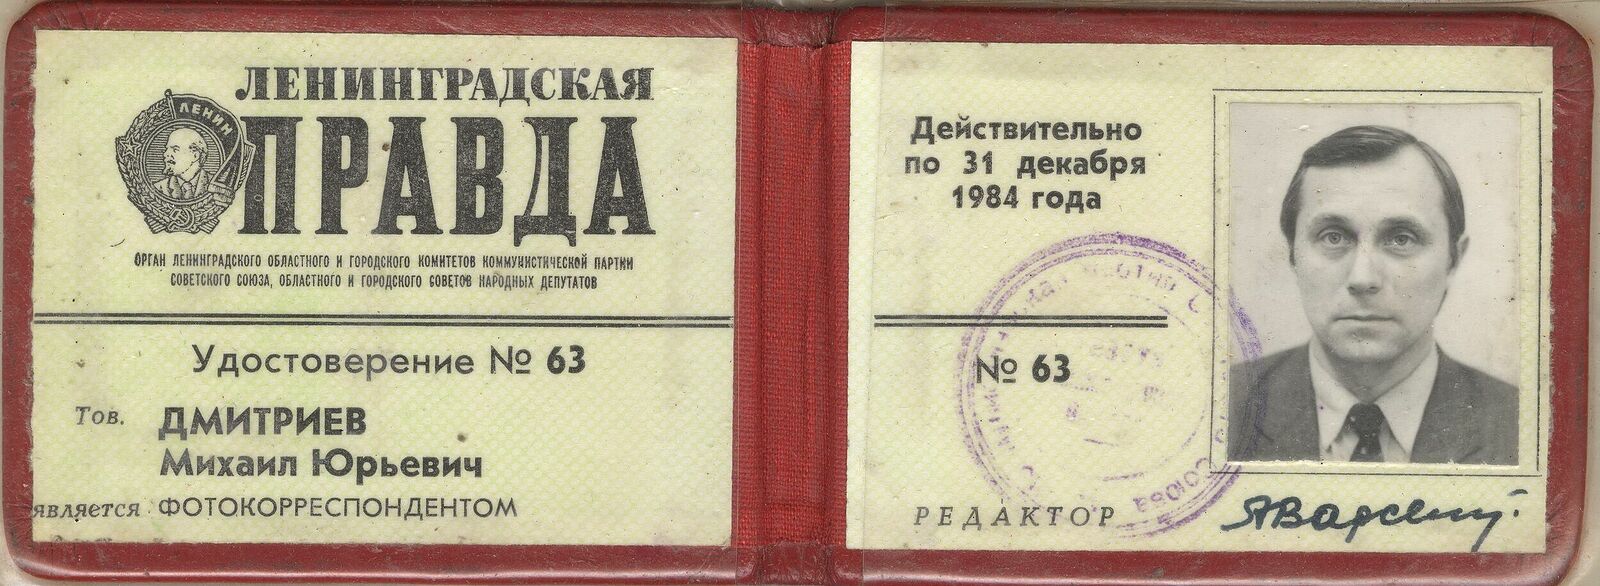 ЛЕНИНГРАДСКАЯ
ПРАВДА
ЛЕНИН
ОРГАН ЛЕНИНГРАДСКОГО ОБЛАСТНОГО И ГОРОДСКОГО КОМИТЕТОВ КОММУНИСТИЧЕСКОЙ ПАРТИИ
СОВЕТСКОГО СОЮЗА, ОБЛАСТНОГО И ГОРОДСКОГО СОВЕТОВ НАРОДНЫХ ДЕПУТАТОВ
Удостоверение № 63
Тов. ДМИТРИЕВ
Михаил Юрьевич
является ФОТОКОРРЕСПОНДЕНТОМ
Действительно
по 31 декабря
1984 года
№ 63
СОЮЗА
РЕДАКТОР